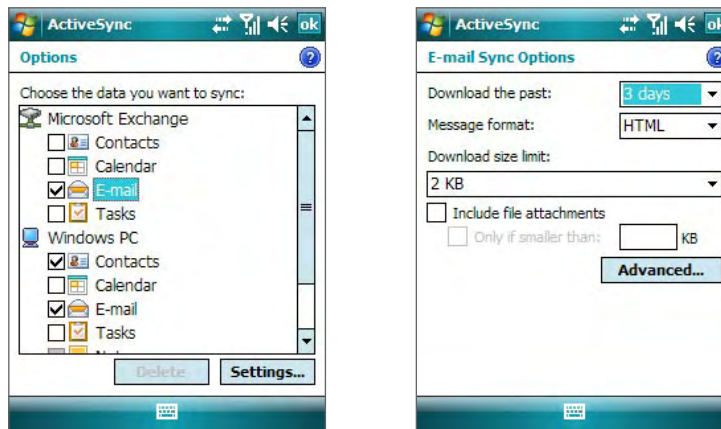 ActiveSync
ok
Options
?
Choose the data you want to sync:
Microsoft Exchange
Contacts
Calendar
E-mail
Tasks
Windows PC
Contacts
Calendar
E-mail
Tasks
Delete
Settings...
ActiveSync
ok
E-mail Sync Options
?
Download the past: 3 days
Message format: HTML
Download size limit:
2 KB
Include file attachments
Only if smaller than: KB
Advanced...